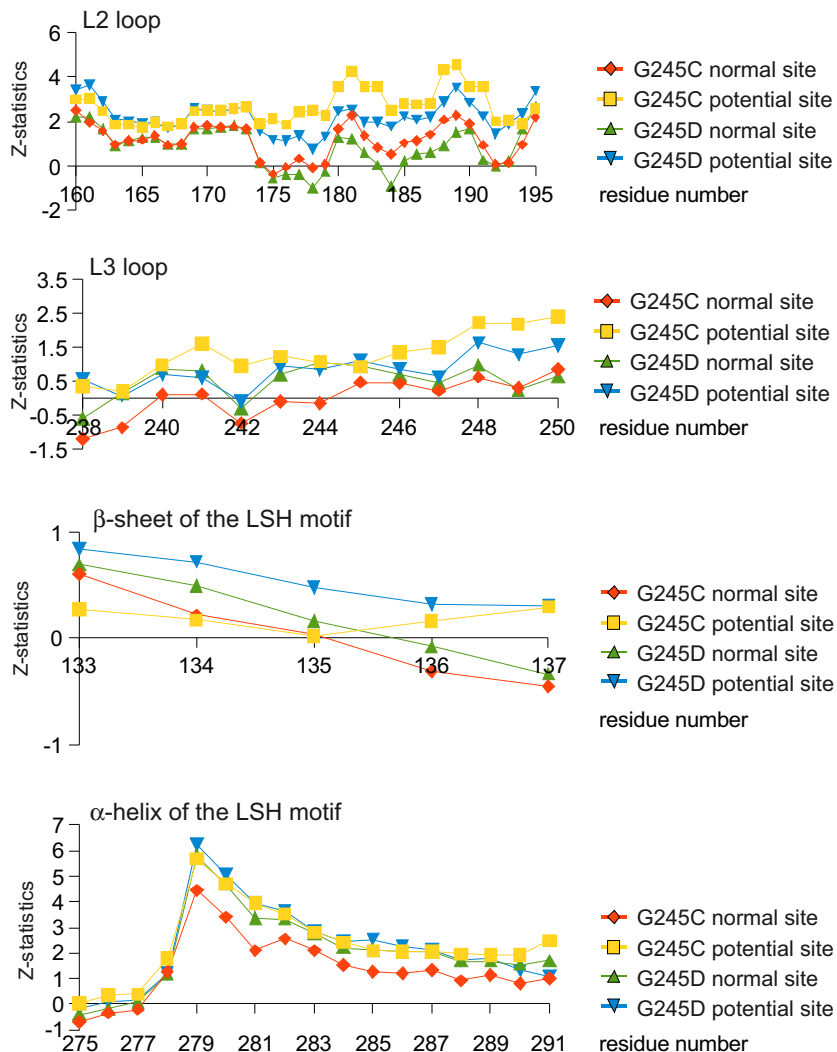 L2 loop
6
4
2
0
-2
Z-statistics
160 165 170 175 180 185 190 195
G245C normal site
G245C potential site
G245D normal site
G245D potential site
residue number
L3 loop
3.5
2.5
1.5
0.5
-0.5
-1.5
Z-statistics
238 240 242 244 246 248 250
G245C normal site
G245C potential site
G245D normal site
G245D potential site
residue number
β-sheet of the LSH motif
1
0
-1
Z-statistics
133 134 135 136 137
G245C normal site
G245C potential site
G245D normal site
G245D potential site
residue number
α-helix of the LSH motif
7
6
5
4
3
2
1
0
-1
Z-statistics
275 277 279 281 283 285 287 289 291
G245C normal site
G245C potential site
G245D normal site
G245D potential site
residue number